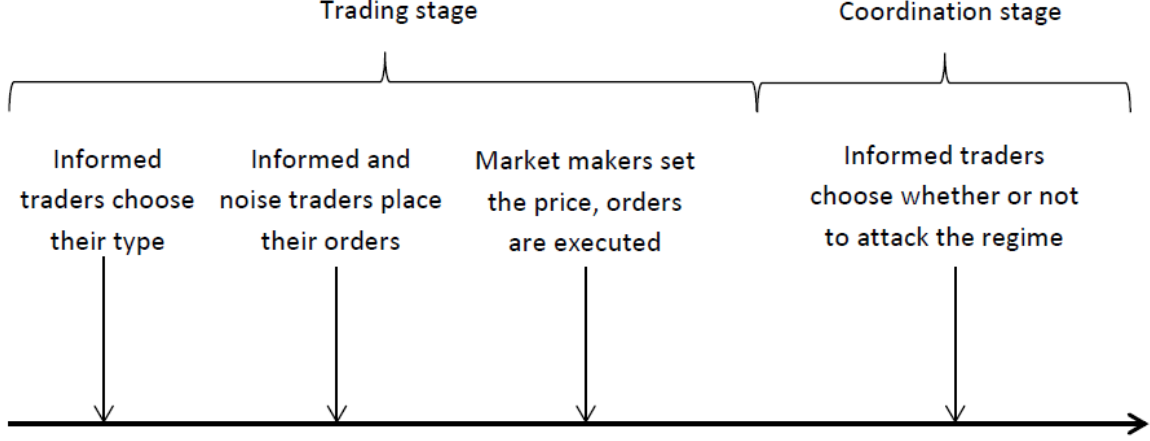 Trading stage
Coordination stage
Informed
traders choose
their type
Informed and
noise traders place
their orders
Market makers set
the price, orders
are executed
Informed traders
choose whether or not
to attack the regime